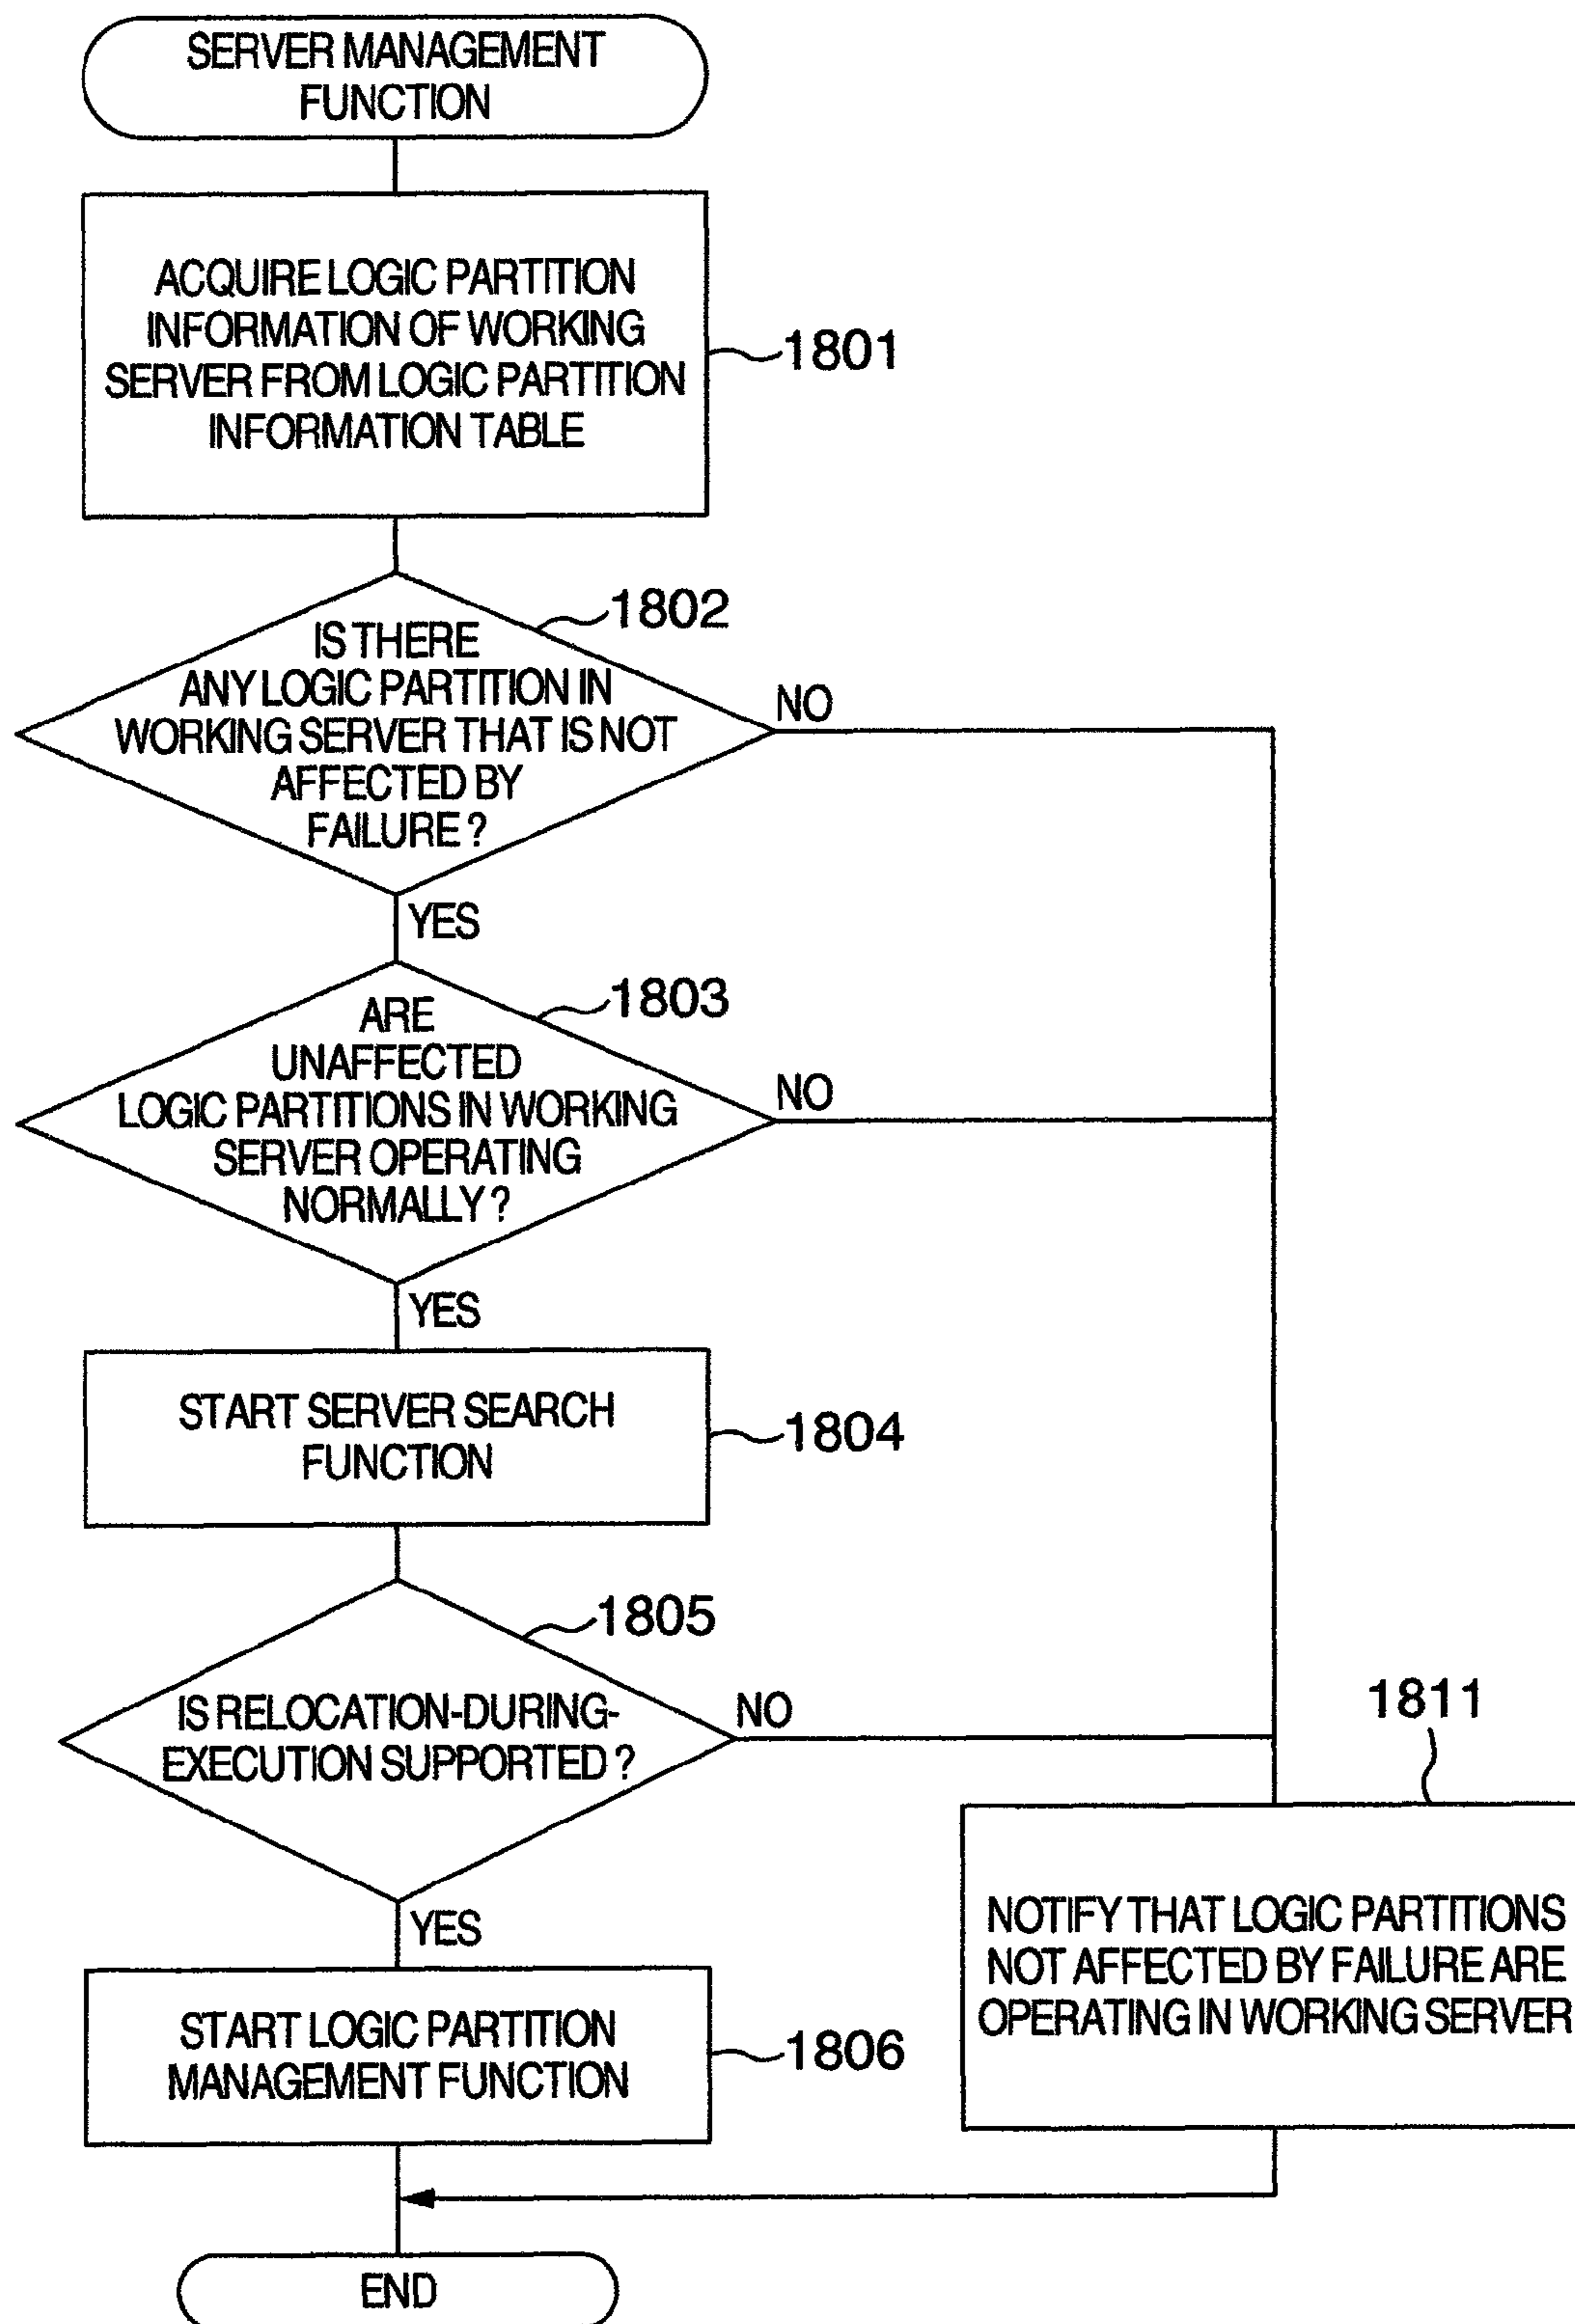 SERVER MANAGEMENT
FUNCTION
ACQUIRE LOGIC PARTITION
INFORMATION OF WORKING
SERVER FROM LOGIC PARTITION
INFORMATION TABLE
1801
1802
IS THERE
ANY LOGIC PARTITION IN
WORKING SERVER THAT IS NOT
AFFECTED BY
FAILURE ?
NO
YES
1803
ARE
UNAFFECTED
LOGIC PARTITIONS IN WORKING
SERVER OPERATING
NORMALLY ?
NO
YES
START SERVER SEARCH
FUNCTION
1804
1805
IS RELOCATION-DURING-
EXECUTION SUPPORTED ?
NO
YES
1811
NOTIFY THAT LOGIC PARTITIONS
NOT AFFECTED BY FAILURE ARE
OPERATING IN WORKING SERVER
START LOGIC PARTITION
MANAGEMENT FUNCTION
1806
END